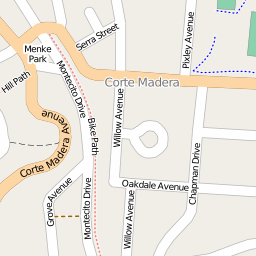 Serra Street
Pixley Avenue
Menke
Park
Hill Path
Montecito Drive
Corte Madera
Willow Avenue
Bike Path
Corte Madera Avenue
Chapman Drive
Oakdale Avenue
Grove Avenue
Montecito Drive
Willow Avenue